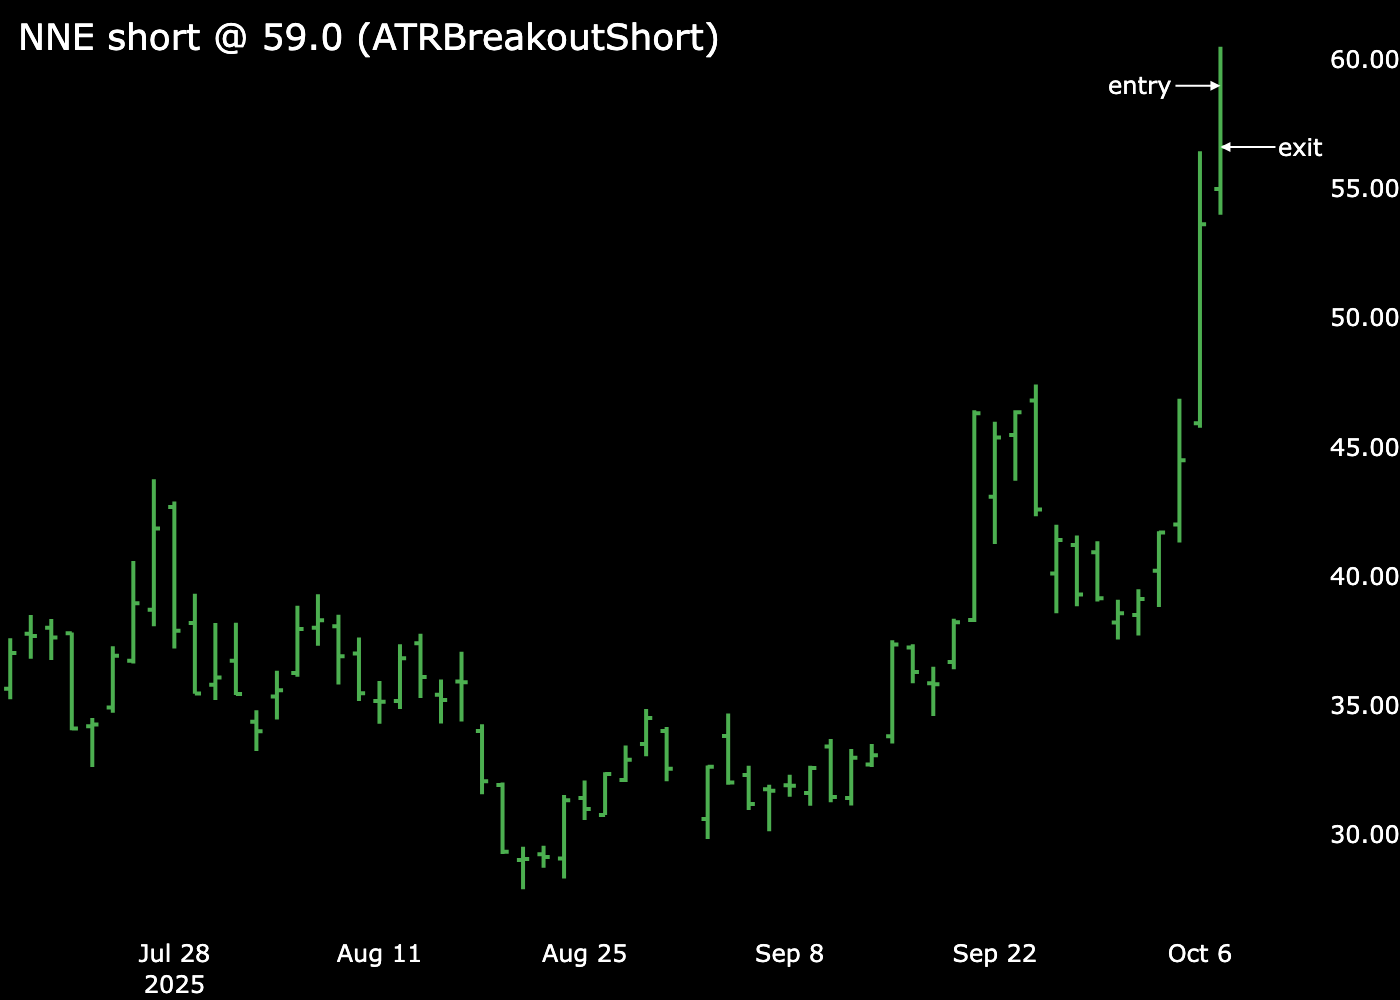 NNE short @ 59.0 (ATRBreakoutShort)
60.00
entry
exit
55.00
50.00
45.00
40.00
35.00
30.00
Jul 28
2025
Aug 11
Aug 25
Sep 8
Sep 22
Oct 6